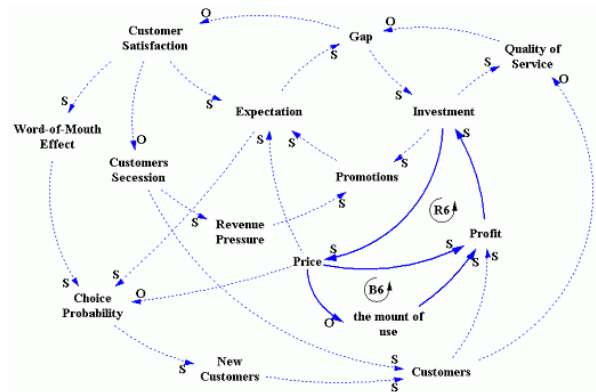 Customer
Satisfaction
O
Gap
O
Quality of
Service
S
S
O
S
S
S
S
Expectation
Investment
Word-of-Mouth
Effect
O
S
S
S
S
Customers
Secession
Promotions
S
S
Revenue
Pressure
R6
Profit
S
Price
S
S
S
S
S
B6
Choice
Probability
O
O
the mount of
use
S
New
Customers
S
Customers
S